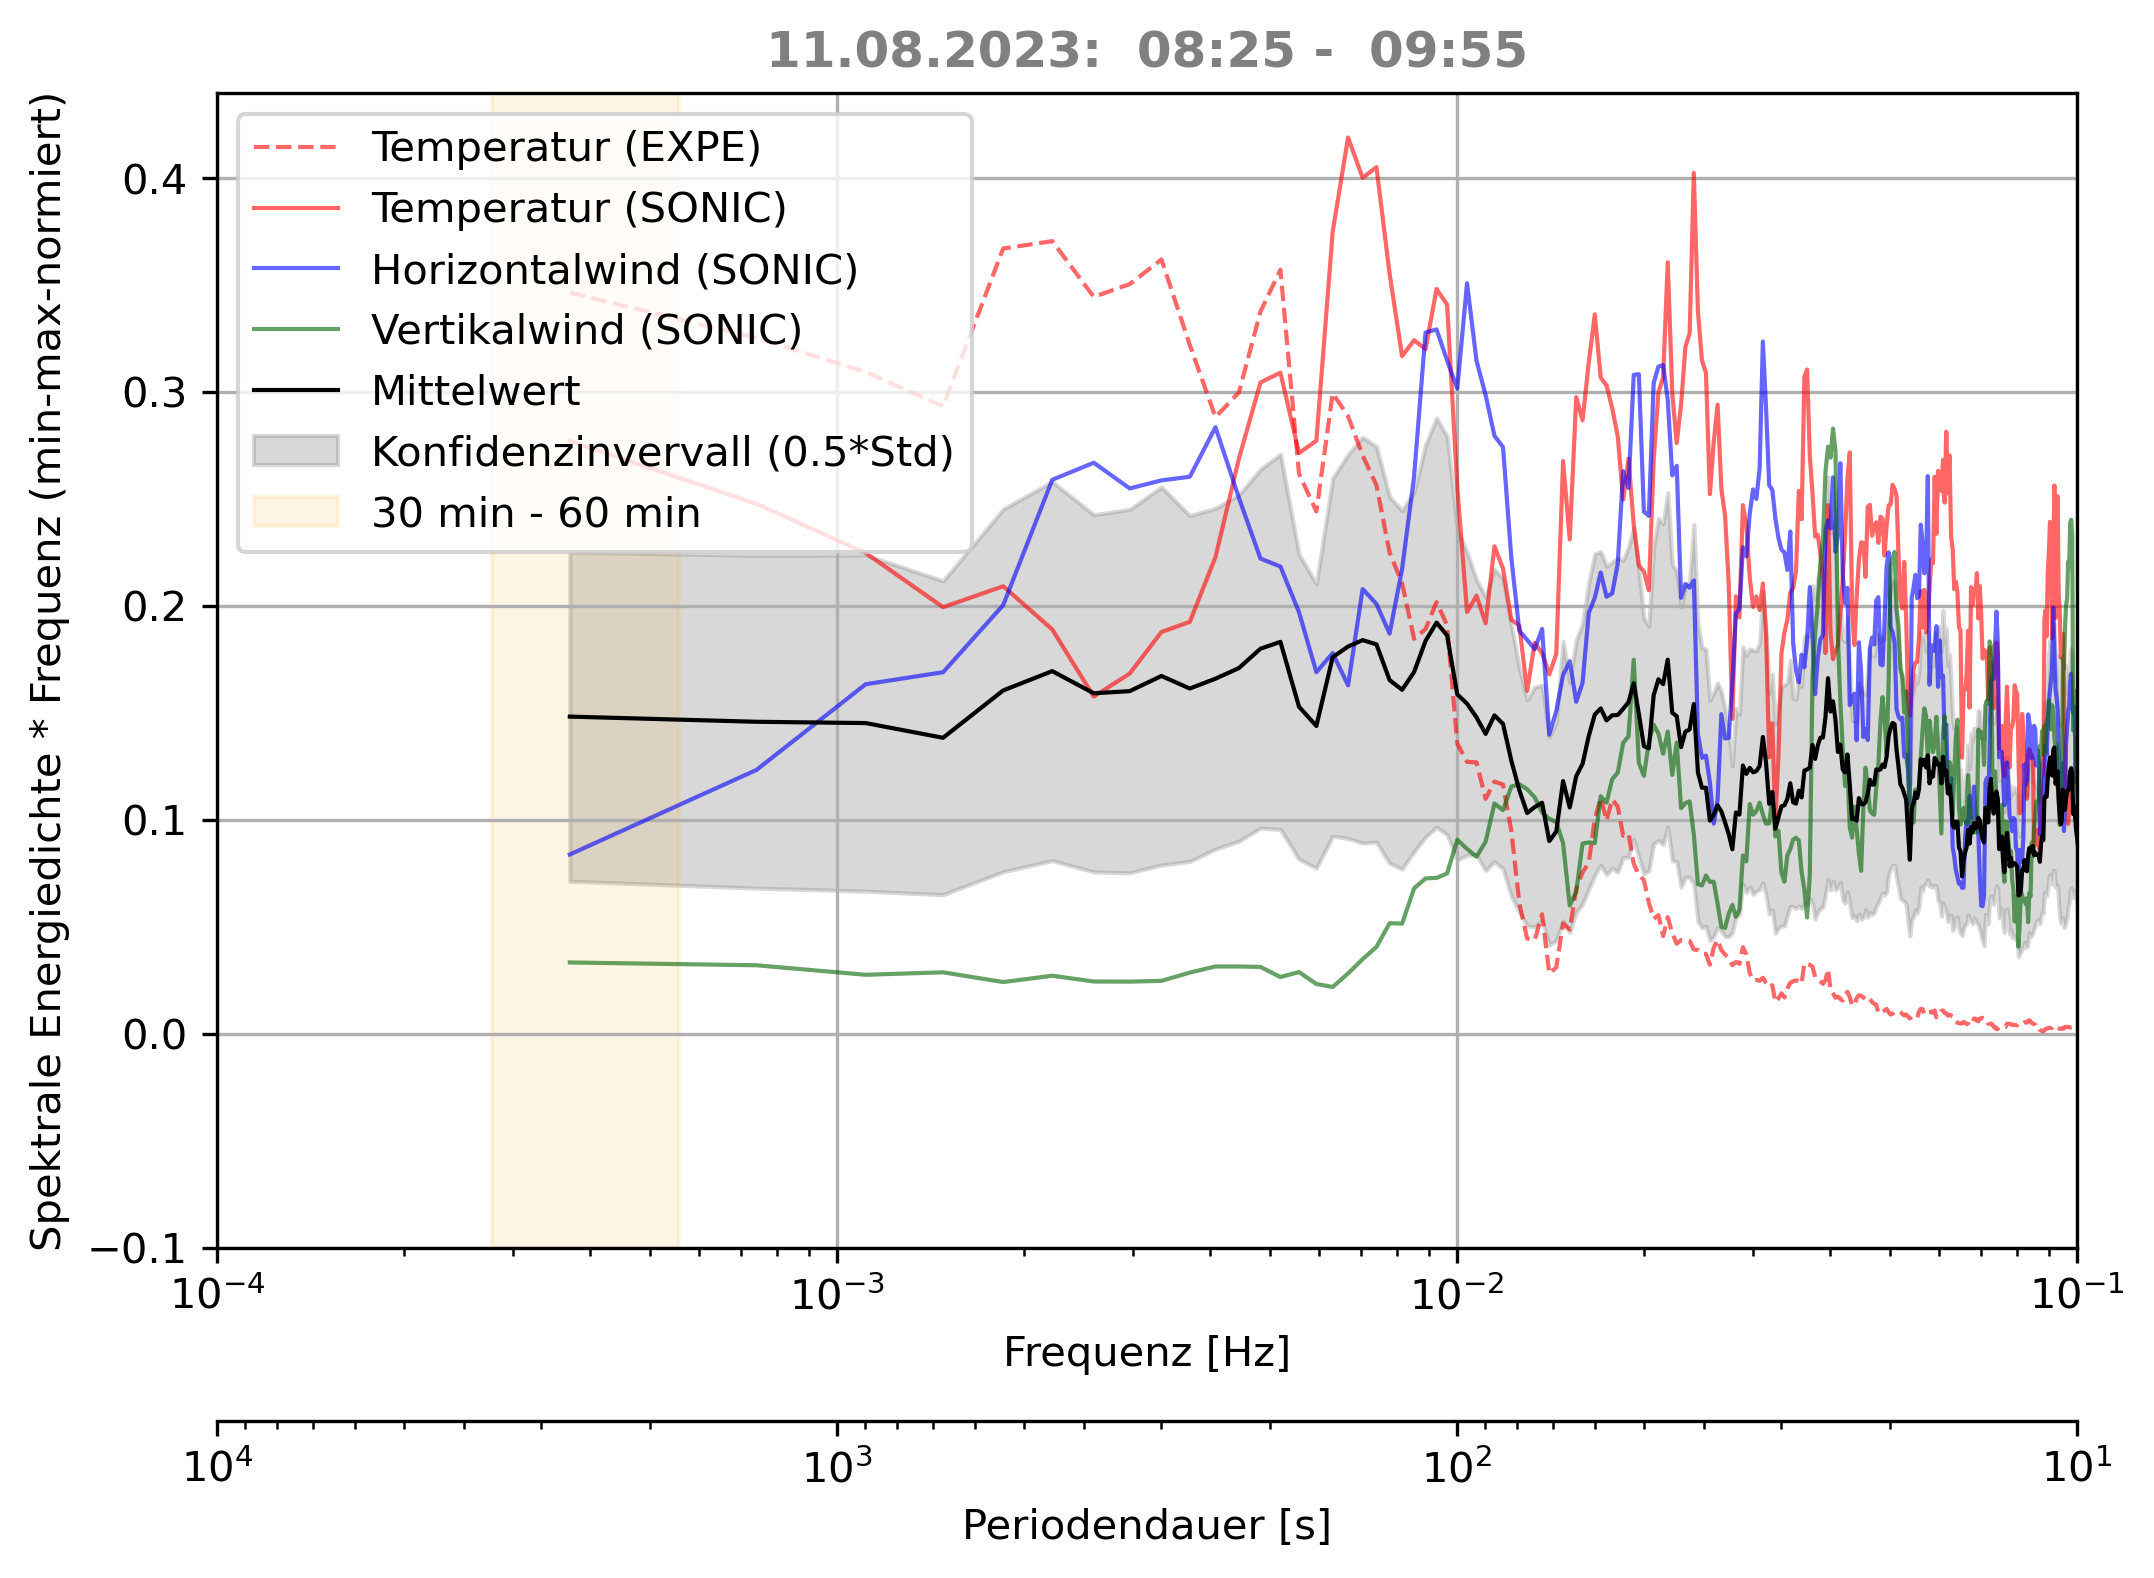 11.08.2023:  08:25 -  09:55
Spektrale Energiedichte * Frequenz (min-max-normiert)
Temperatur (EXPE)
Temperatur (SONIC)
Horizontalwind (SONIC)
Vertikalwind (SONIC)
Mittelwert
Konfidenzinvervall (0.5*Std)
30 min - 60 min
0.4
0.3
0.2
0.1
0.0
−0.1
10⁻⁴ 10⁻³ 10⁻² 10⁻¹
Frequenz [Hz]
10⁴ 10³ 10² 10¹
Periodendauer [s]